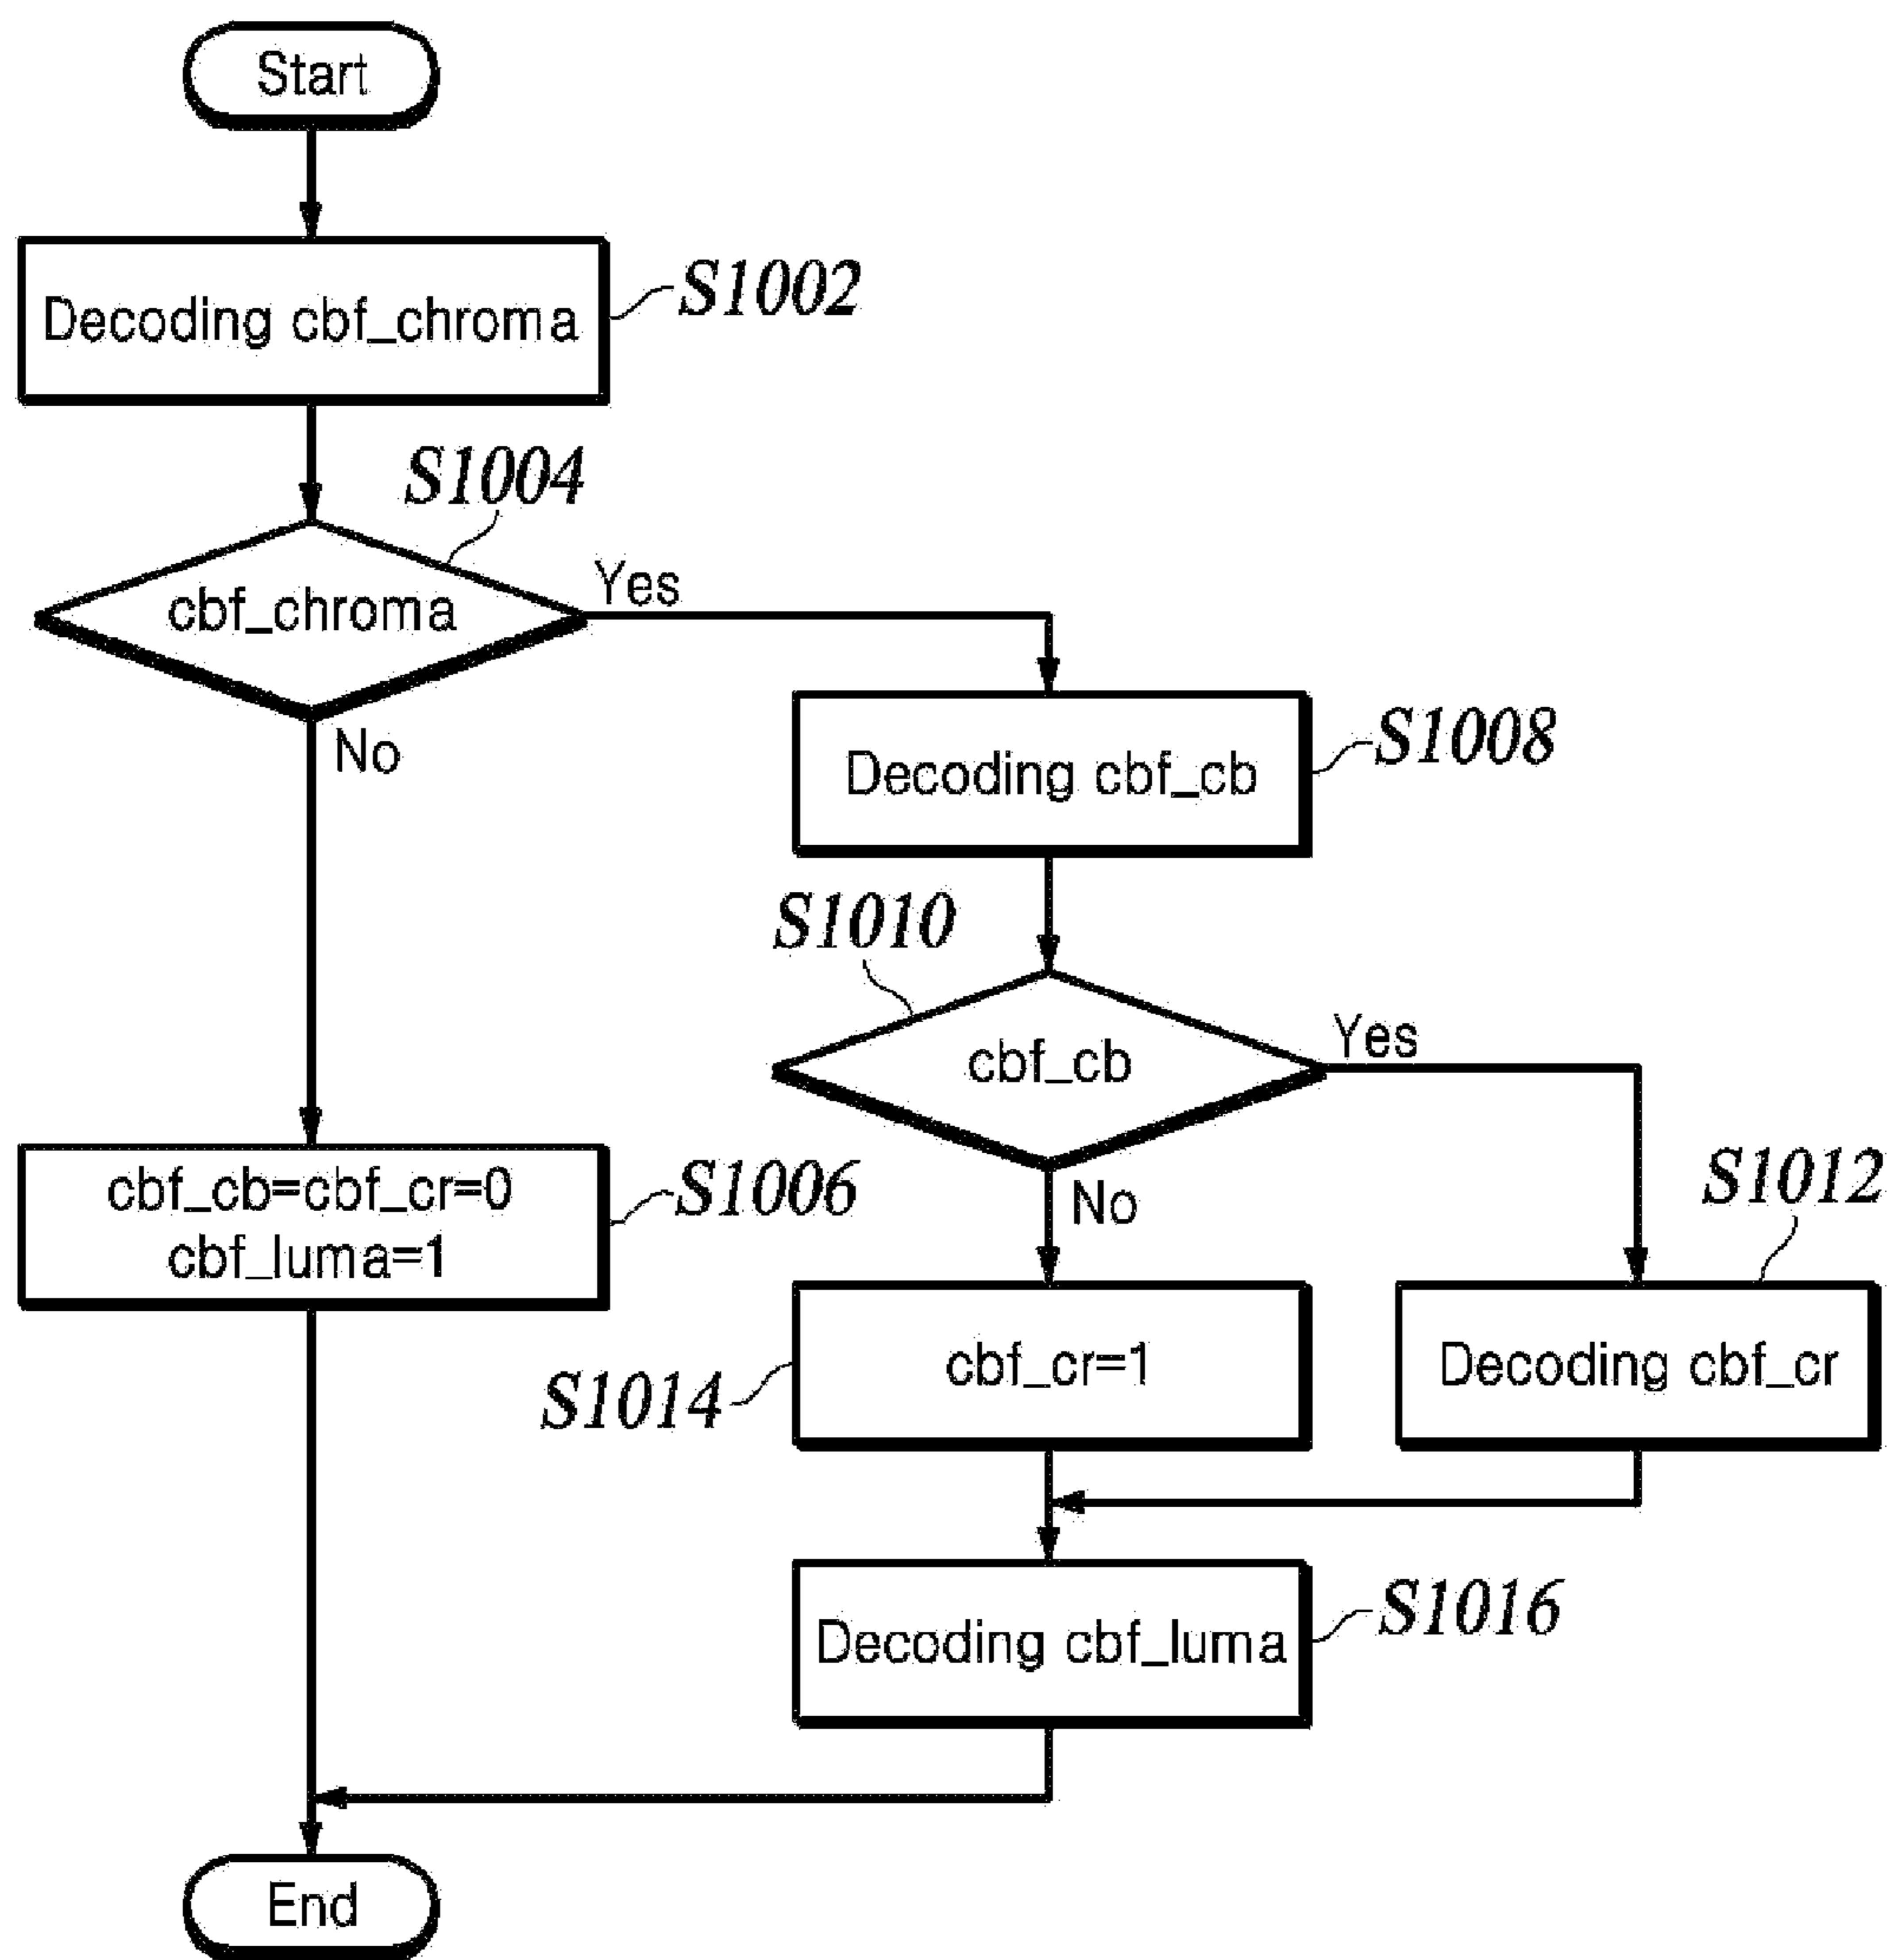 Start
Decoding cbf_chroma
S1002
S1004
cbf_chroma
Yes
No
Decoding cbf_cb
S1008
S1010
cbf_cb
Yes
No
cbf_cb=cbf_cr=0
cbf_luma=1
S1006
S1012
cbf_cr=1
S1014
Decoding cbf_cr
Decoding cbf_luma
S1016
End